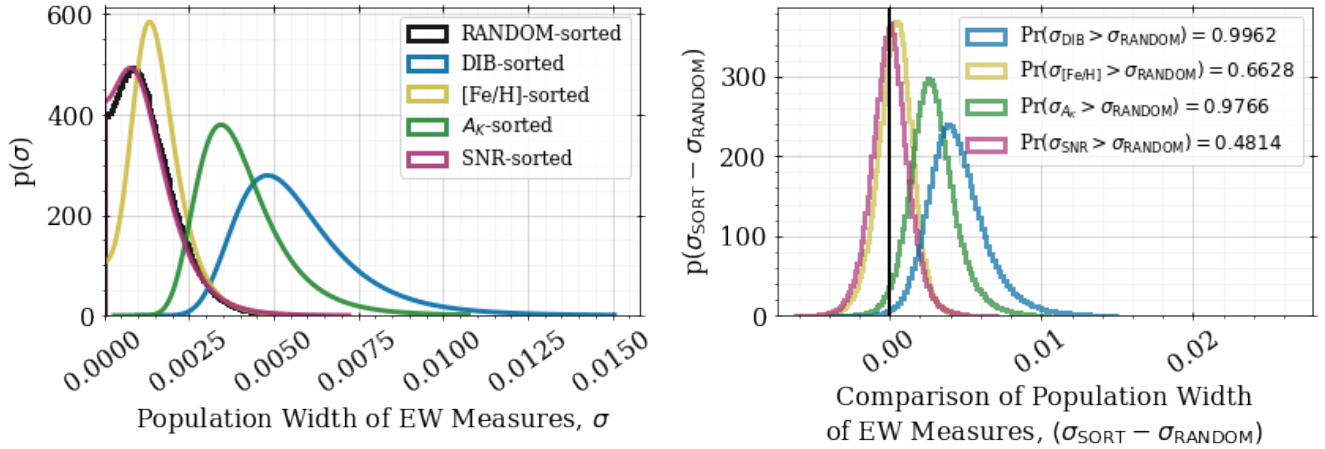 600
400
200
0
p(σ)
RANDOM-sorted
DIB-sorted
[Fe/H]-sorted
A_K-sorted
SNR-sorted
0.0000
0.0025
0.0050
0.0075
0.0100
0.0125
0.0150
Population Width of EW Measures, σ
300
200
100
0
p(σ_SORT − σ_RANDOM)
Pr(σ_DIB > σ_RANDOM) = 0.9962
Pr(σ_[Fe/H] > σ_RANDOM) = 0.6628
Pr(σ_A_K > σ_RANDOM) = 0.9766
Pr(σ_SNR > σ_RANDOM) = 0.4814
0.00
0.01
0.02
Comparison of Population Width
of EW Measures, (σ_SORT − σ_RANDOM)